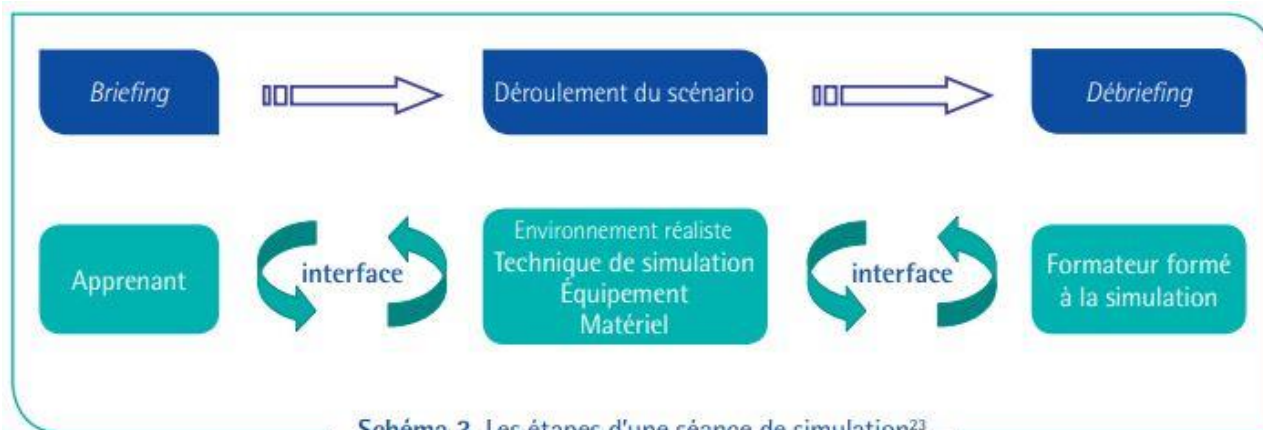 Briefing
Déroulement du scénario
Débriefing
Apprenant
interface
Environnement réaliste
Technique de simulation
Équipement
Matériel
interface
Formateur formé
à la simulation
Schéma 2. Les étapes d'une séance de simulation²³